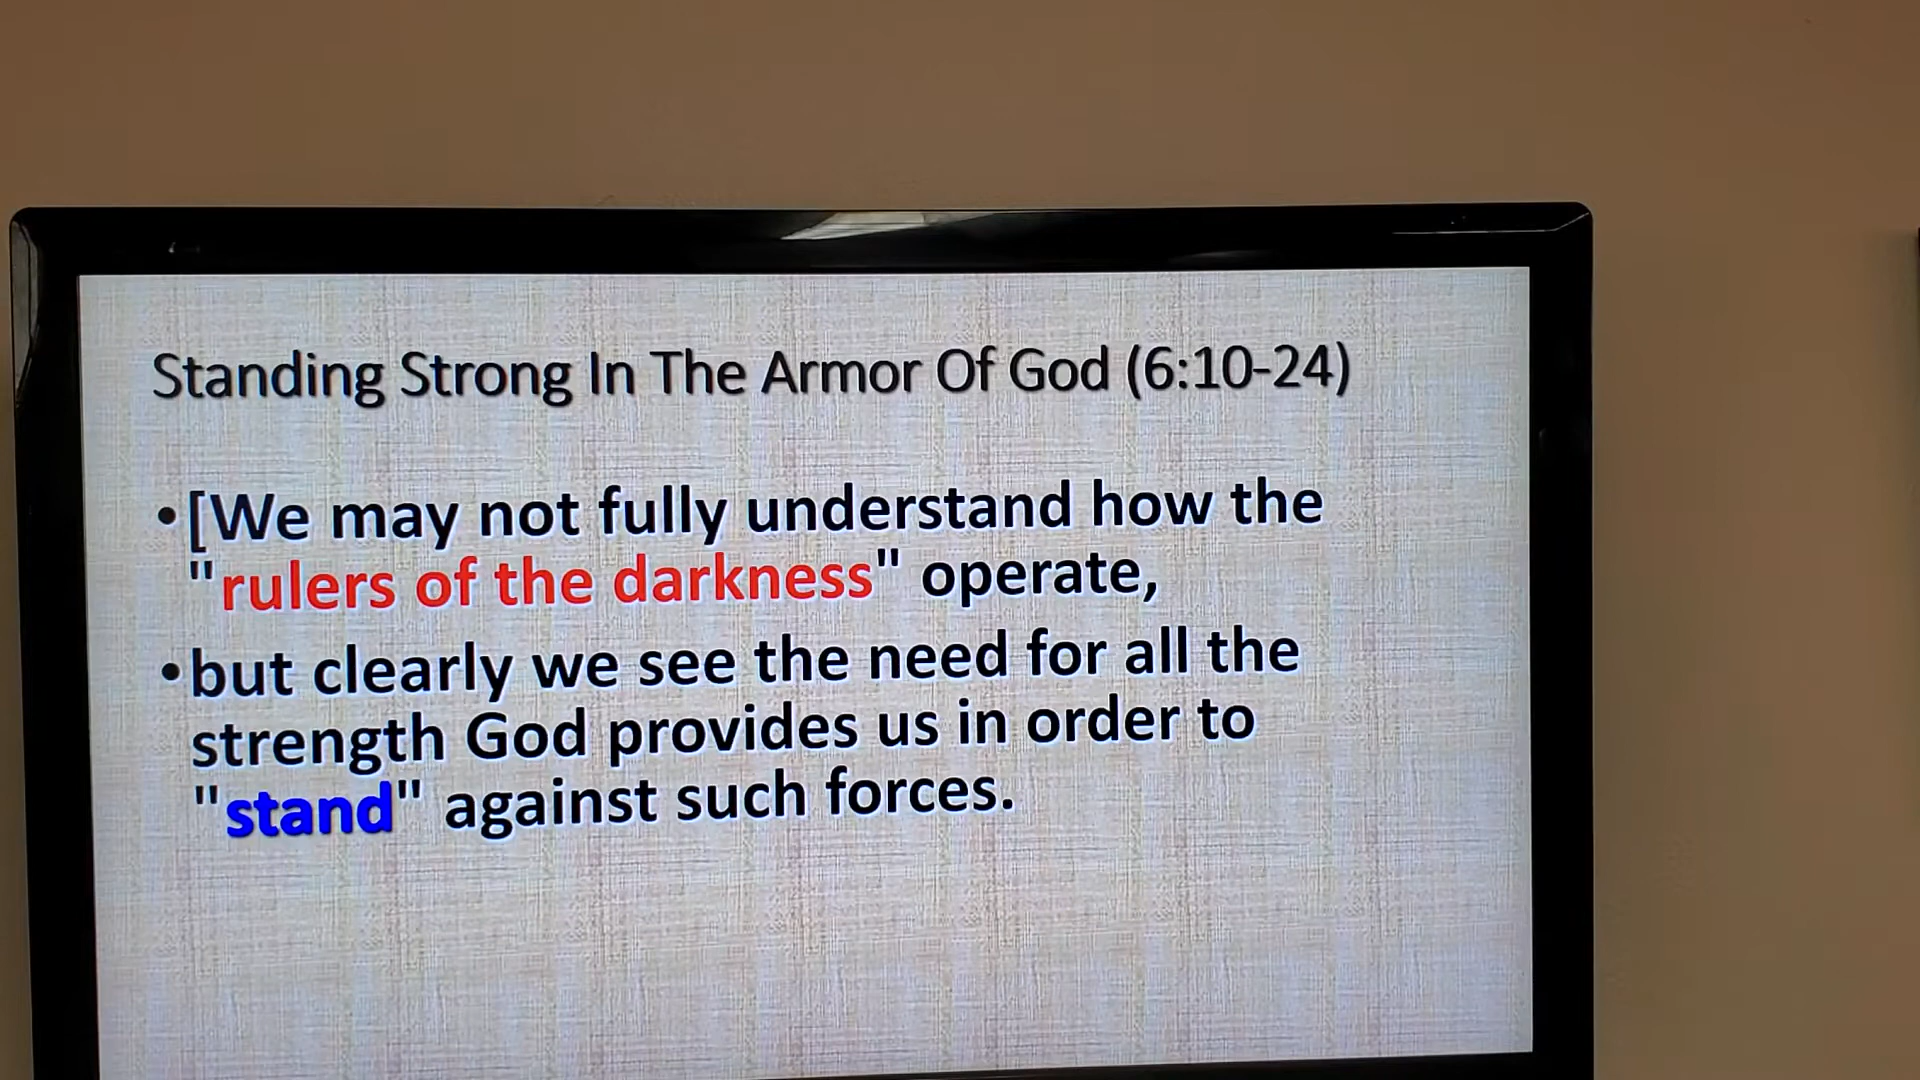 Standing Strong In The Armor Of God (6:10-24)
•[We may not fully understand how the
"rulers of the darkness" operate,
•but clearly we see the need for all the
strength God provides us in order to
"stand" against such forces.